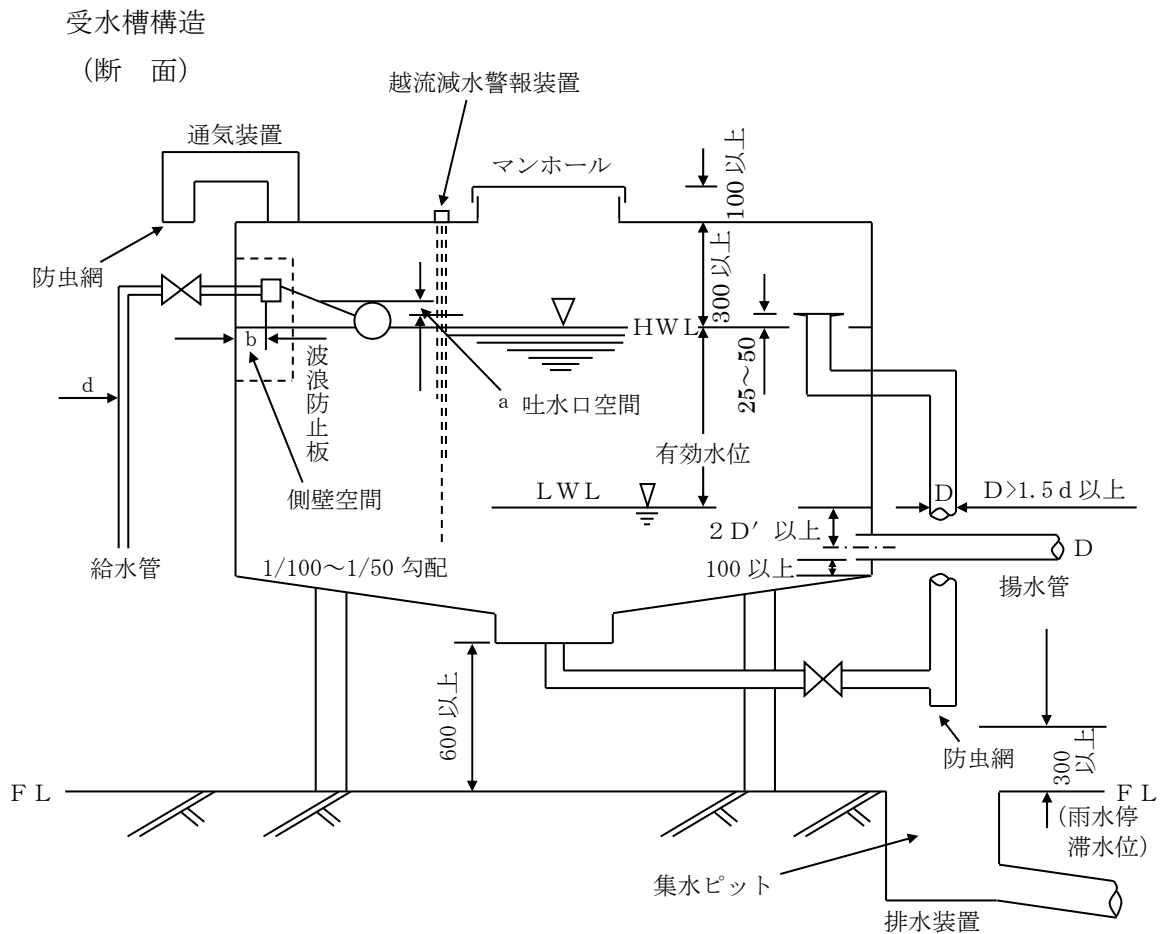 受水槽構造
（断　面）
越流減水警報装置
通気装置
マンホール
100以上
防虫網
300以上
HWL
b
25～50
d
波浪防止板
a 吐水口空間
有効水位
側壁空間
LWL
D
D>1.5d以上
2D′以上
D
給水管
1/100～1/50 勾配
100以上
揚水管
600以上
防虫網
300以上
FL
FL
（雨水停
滞水位）
集水ピット
排水装置